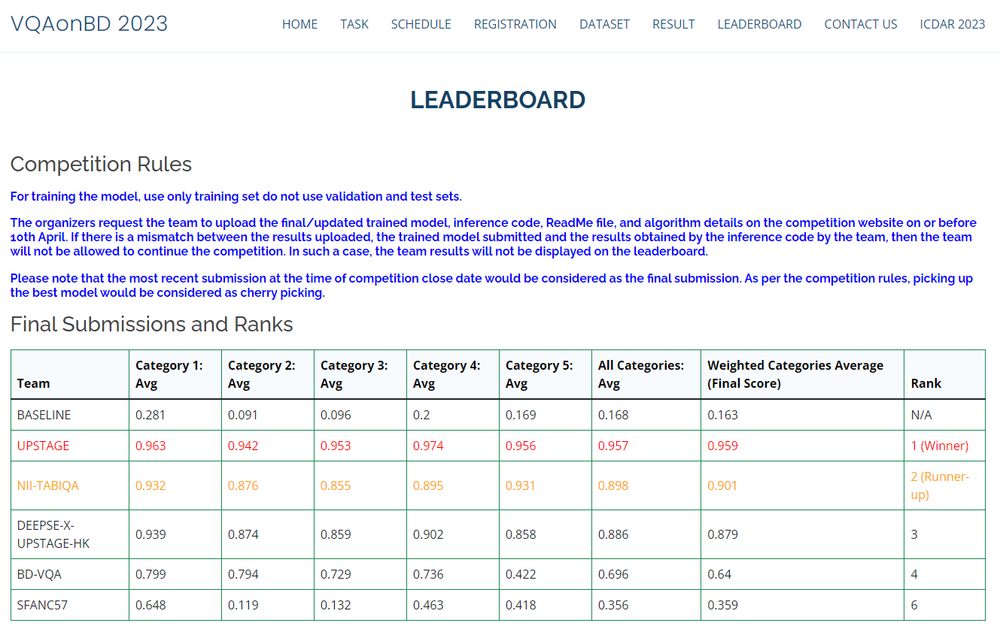 VQAonBD 2023 HOME TASK SCHEDULE REGISTRATION DATASET RESULT LEADERBOARD CONTACT US ICDAR 2023
LEADERBOARD
Competition Rules
For training the model, use only training set do not use validation and test sets.
The organizers request the team to upload the final/updated trained model, inference code, ReadMe file, and algorithm details on the competition website on or before
10th April. If there is a mismatch between the results uploaded, the trained model submitted and the results obtained by the inference code by the team, then the team
will not be allowed to continue the competition. In such a case, the team results will not be displayed on the leaderboard.
Please note that the most recent submission at the time of competition close date would be considered as the final submission. As per the competition rules, picking up
the best model would be considered as cherry picking.
Final Submissions and Ranks
Team Category 1: Avg Category 2: Avg Category 3: Avg Category 4: Avg Category 5: Avg All Categories: Avg Weighted Categories Average (Final Score) Rank
BASELINE 0.281 0.091 0.096 0.2 0.169 0.168 0.163 N/A
UPSTAGE 0.963 0.942 0.953 0.974 0.956 0.957 0.959 1 (Winner)
NII-TABIQA 0.932 0.876 0.855 0.895 0.931 0.898 0.901 2 (Runner-up)
DEEPSE-X-UPSTAGE-HK 0.939 0.874 0.859 0.902 0.858 0.886 0.879 3
BD-VQA 0.799 0.794 0.729 0.736 0.422 0.696 0.64 4
SFANC57 0.648 0.119 0.132 0.463 0.418 0.356 0.359 6